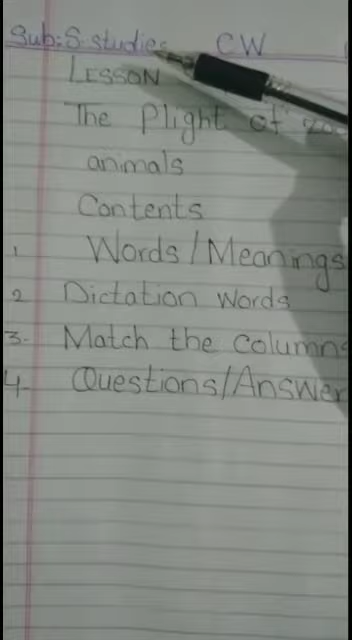 Sub: S. studies CW
LESSON
The Plight of
animals
Contents
1. Words/Meanings
2. Dictation words
3. Match the columns
4. Questions/Answer